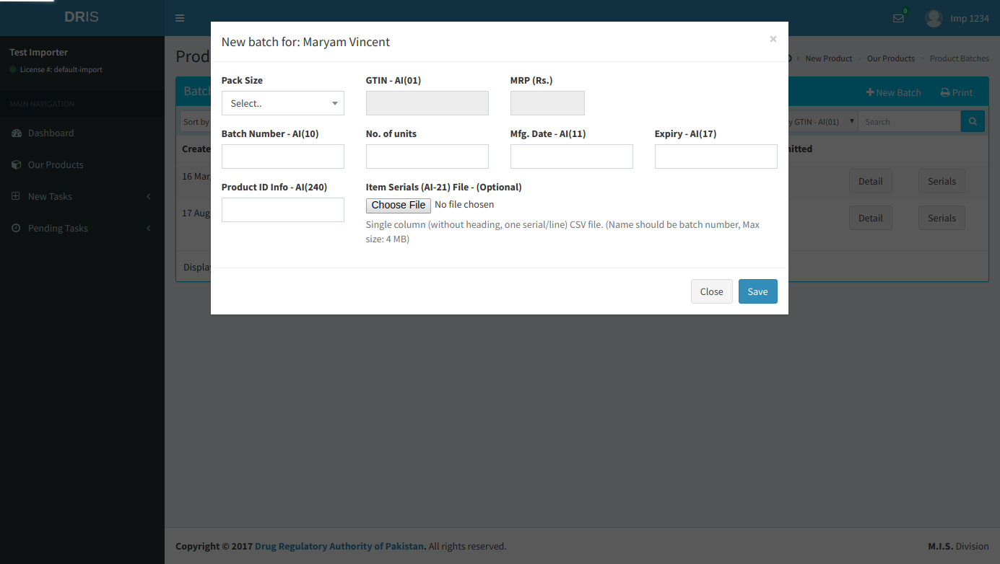 DRIS
0
Imp 1234
Test Importer
License #: default-import
MAIN NAVIGATION
Dashboard
Our Products
New Tasks
Pending Tasks
Prod
New Product > Our Products > Product Batches
Batch
New Batch
Print
Sort by
y GTIN - AI(01)
Search
Create
itted
16 Mar,
Detail
Serials
17 Aug
Detail
Serials
Displa
New batch for: Maryam Vincent
×
Pack Size
GTIN - AI(01)
MRP (Rs.)
Select..
Batch Number - AI(10)
No. of units
Mfg. Date - AI(11)
Expiry - AI(17)
Product ID Info - AI(240)
Item Serials (AI-21) File - (Optional)
Choose File No file chosen
Single column (without heading, one serial/line) CSV file. (Name should be batch number, Max
size: 4 MB)
Close
Save
Copyright © 2017 Drug Regulatory Authority of Pakistan. All rights reserved.
M.I.S. Division